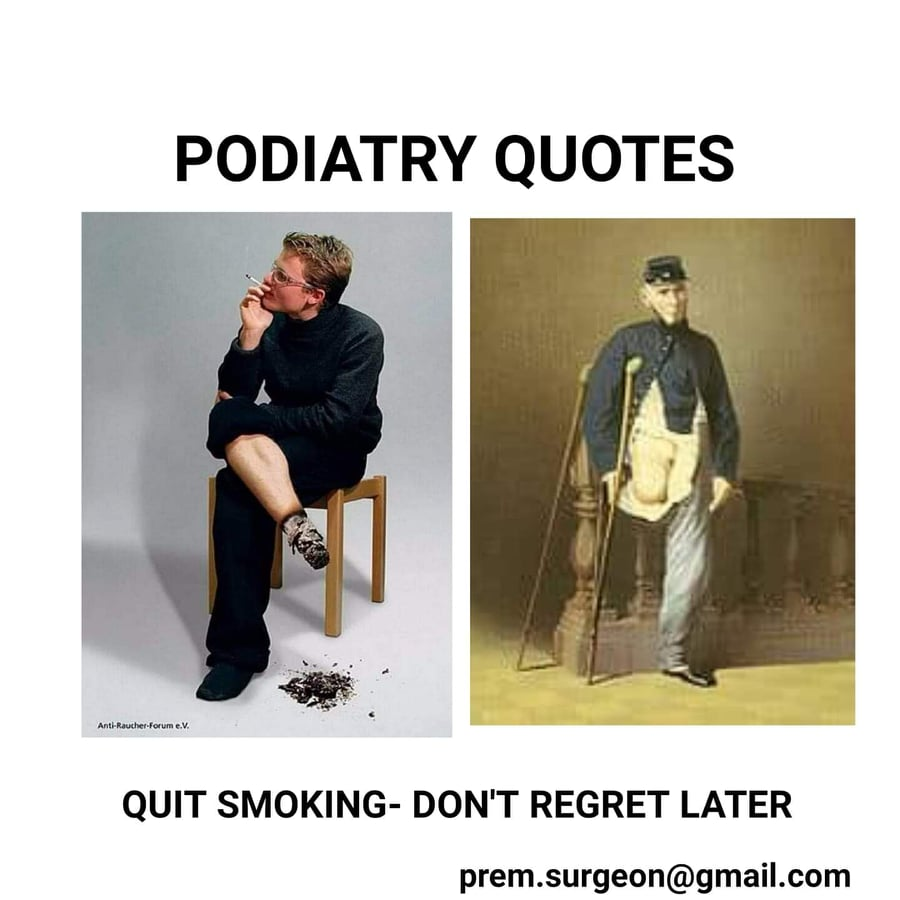 PODIATRY QUOTES
Anti-Raucher-Forum e.V.
QUIT SMOKING- DON'T REGRET LATER
prem.surgeon@gmail.com